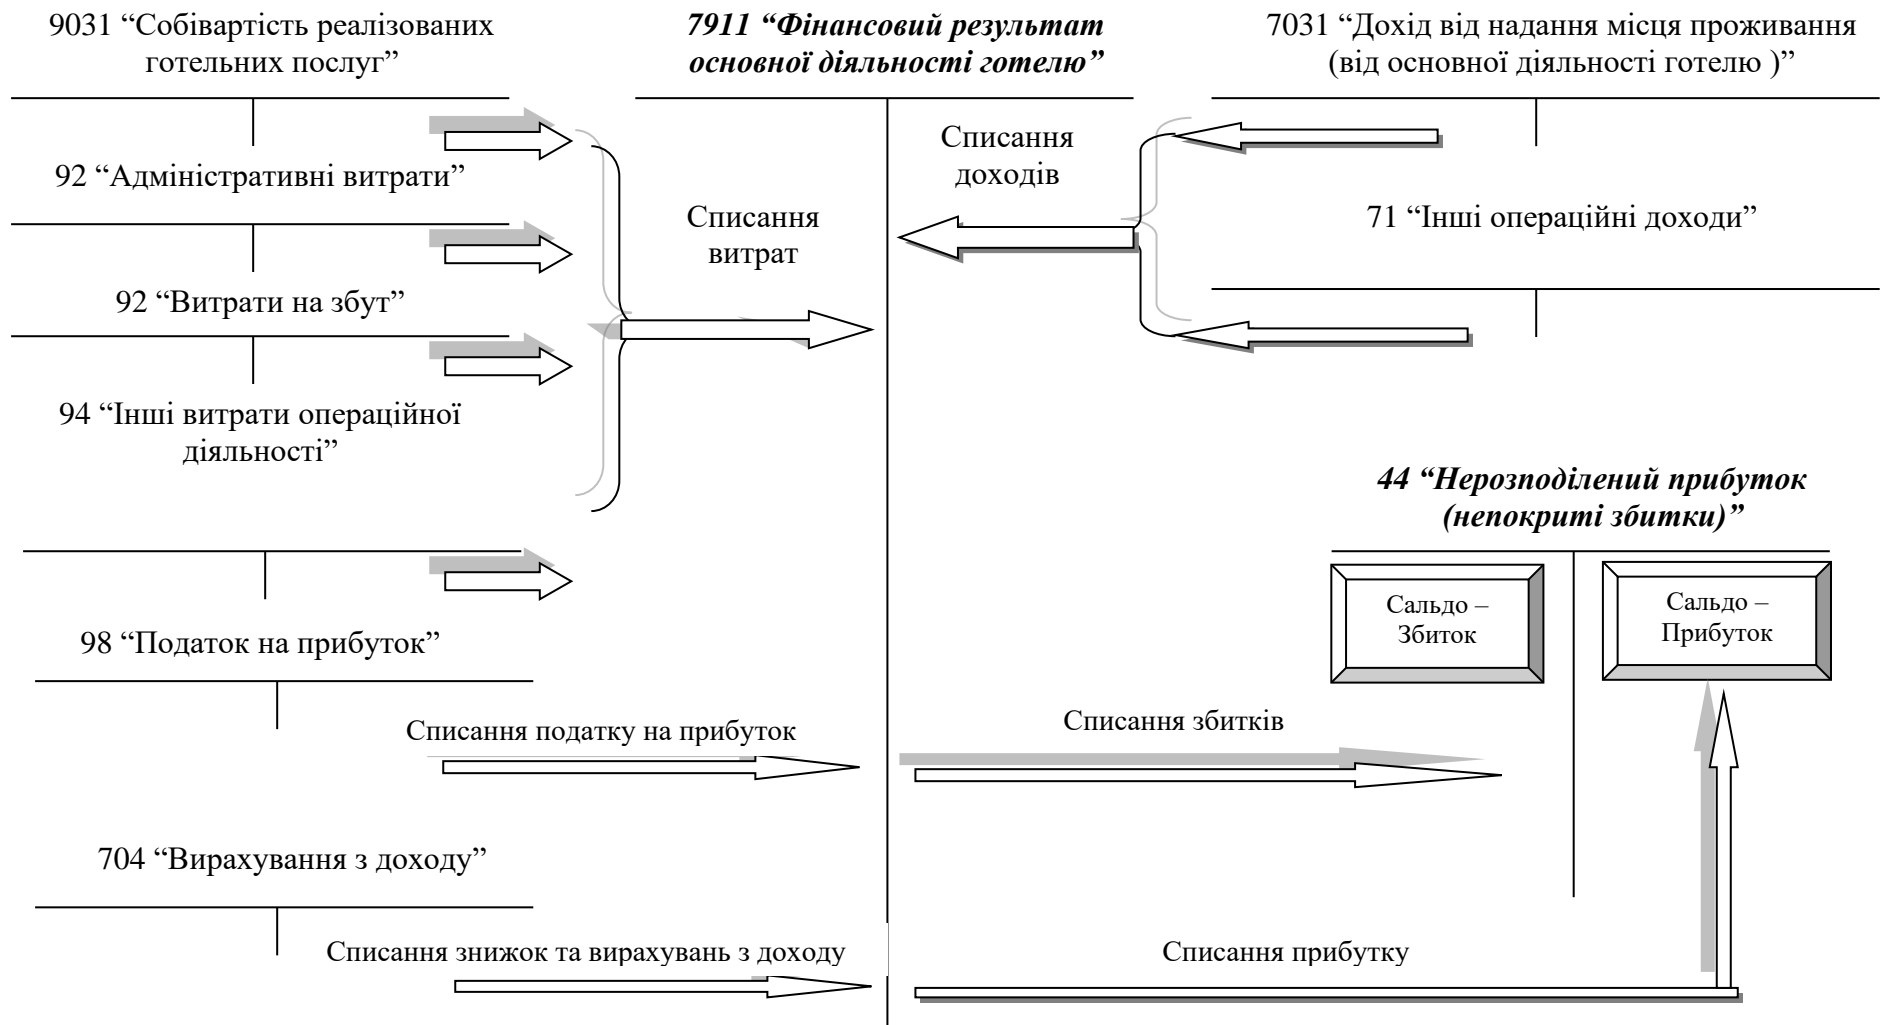 9031 “Собівартість реалізованих
готельних послуг”
7911 “Фінансовий результат
основної діяльності готелю”
7031 “Дохід від надання місця проживання
(від основної діяльності готелю )”
Списання
доходів
92 “Адміністративні витрати”
Списання
витрат
71 “Інші операційні доходи”
92 “Витрати на збут”
94 “Інші витрати операційної
діяльності”
44 “Нерозподілений прибуток
(непокриті збитки)”
Сальдо –
Збиток
Сальдо –
Прибуток
98 “Податок на прибуток”
Списання податку на прибуток
Списання збитків
704 “Вирахування з доходу”
Списання знижок та вирахувань з доходу
Списання прибутку